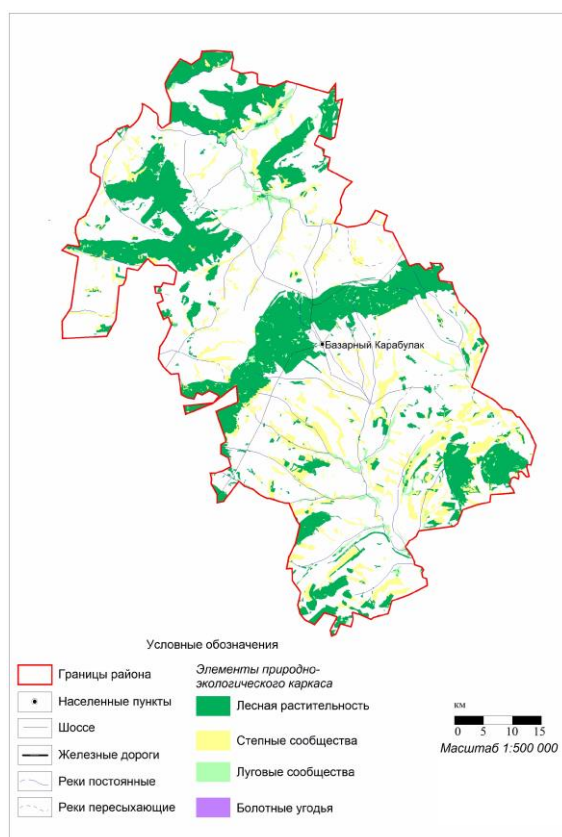 Базарный Карабулак
Условные обозначения
Границы района
Населенные пункты
Шоссе
Железные дороги
Реки постоянные
Реки пересыхающие
Элементы природно-
экологического каркаса
Лесная растительность
Степные сообщества
Луговые сообщества
Болотные угодья
км
0 5 10 15
Масштаб 1:500 000